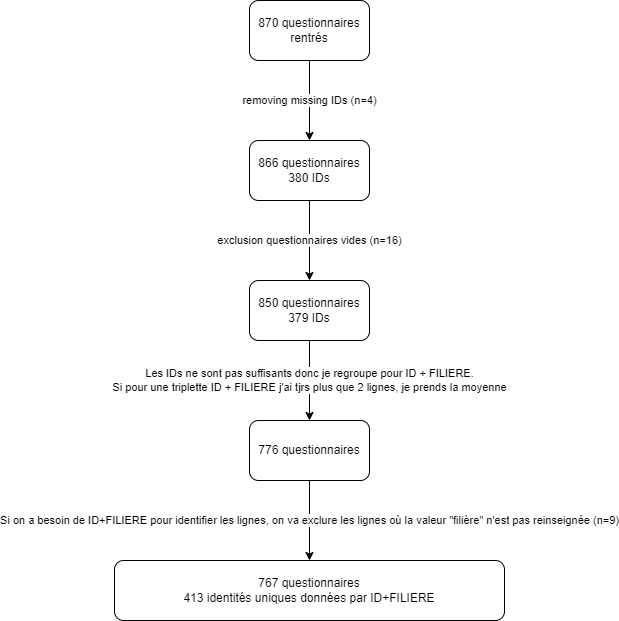 870 questionnaires
rentrés
removing missing IDs (n=4)
866 questionnaires
380 IDs
exclusion questionnaires vides (n=16)
850 questionnaires
379 IDs
Les IDs ne sont pas suffisants donc je regroupe pour ID + FILIERE.
Si pour une triplette ID + FILIERE j'ai tjrs plus que 2 lignes, je prends la moyenne
776 questionnaires
Si on a besoin de ID+FILIERE pour identifier les lignes, on va exclure les lignes où la valeur "filière" n'est pas reinseignée (n=9)
767 questionnaires
413 identités uniques données par ID+FILIERE